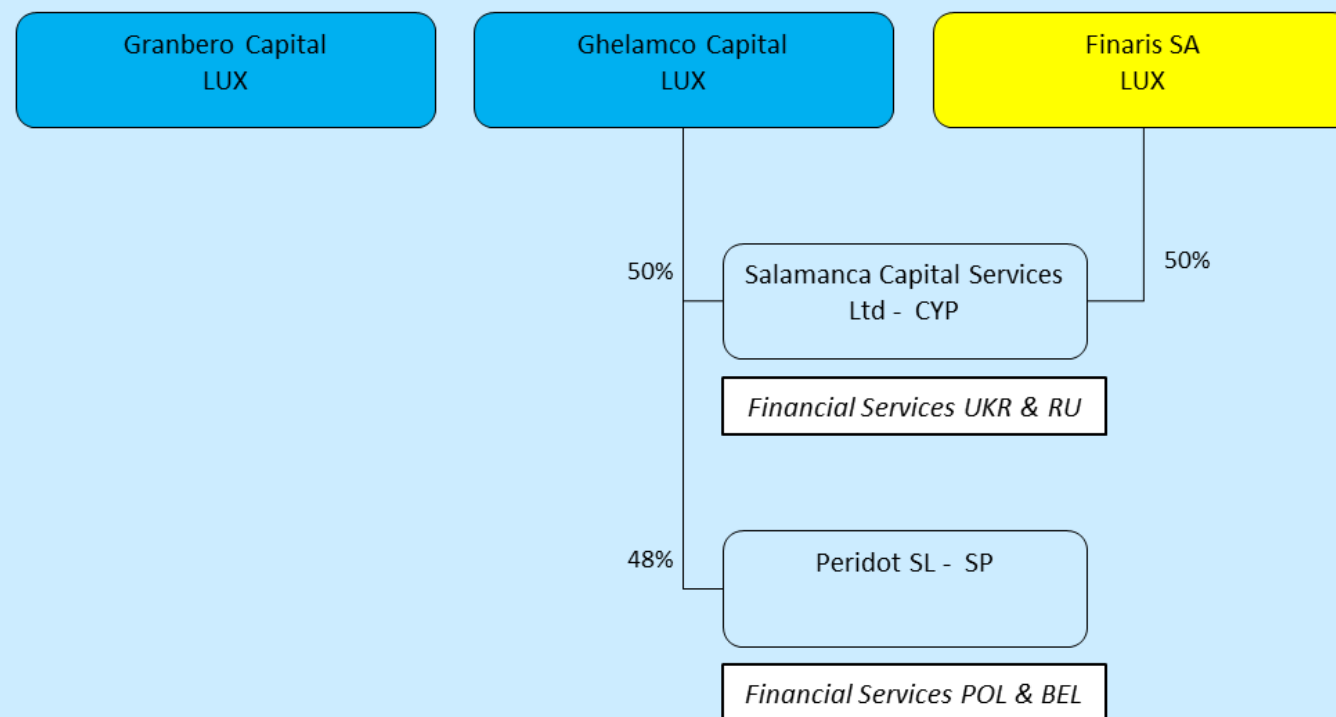 Granbero Capital
LUX
Ghelamco Capital
LUX
Finaris SA
LUX
50%
Salamanca Capital Services
Ltd - CYP
50%
Financial Services UKR & RU
48%
Peridot SL - SP
Financial Services POL & BEL